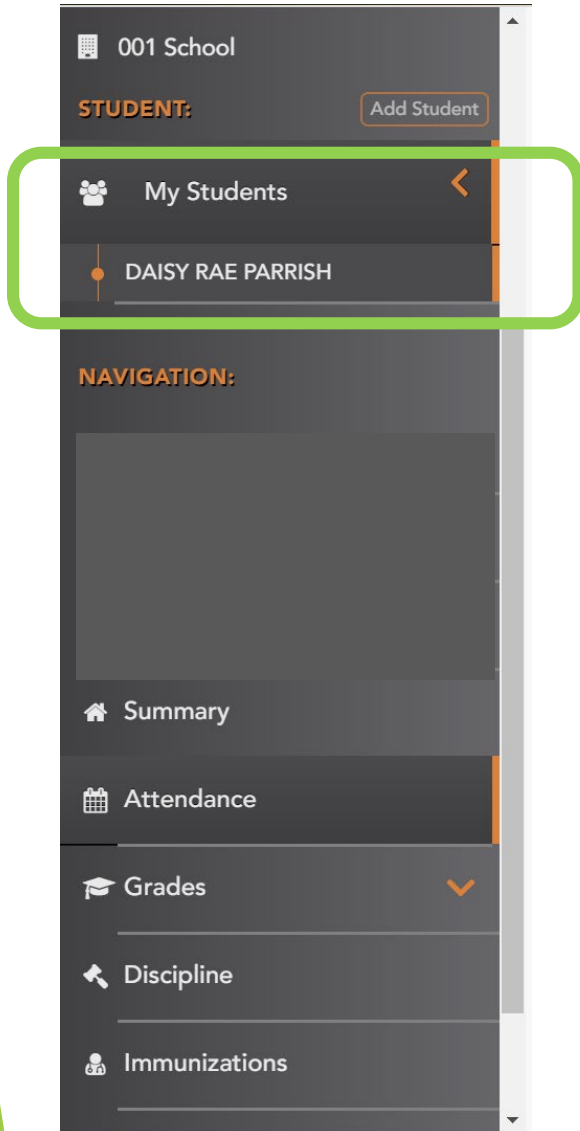 001 School
STUDENT: Add Student
My Students
DAISY RAE PARRISH
NAVIGATION:
Summary
Attendance
Grades
Discipline
Immunizations